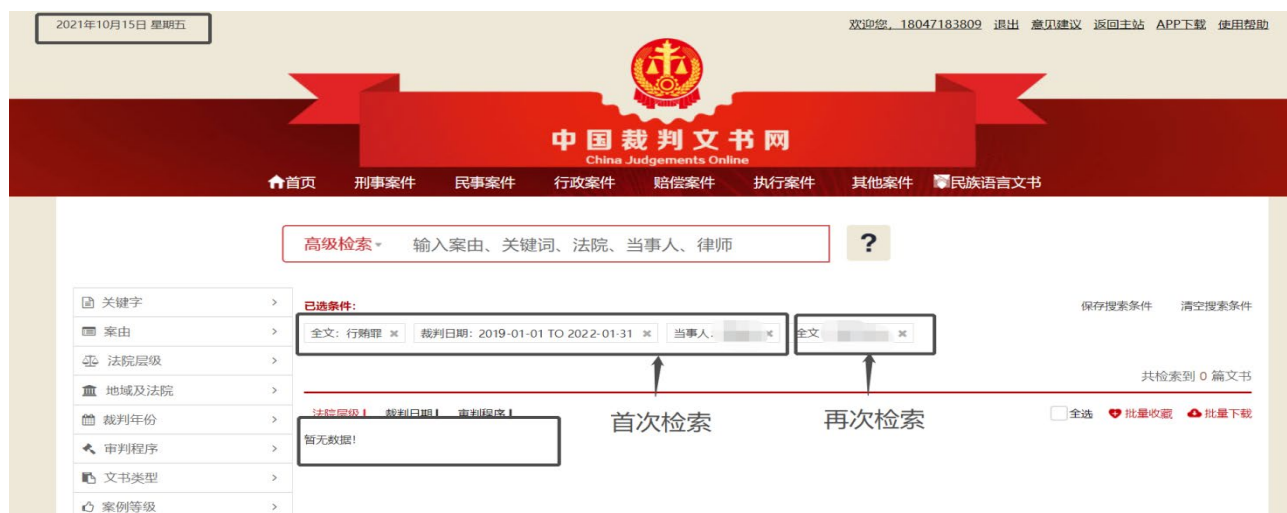 2021年10月15日 星期五
欢迎您，18047183809 退出 意见建议 返回主站 APP下载 使用帮助
中国裁判文书网
China Judgements Online
首页 刑事案件 民事案件 行政案件 赔偿案件 执行案件 其他案件 民族语言文书
高级检索 输入案由、关键词、法院、当事人、律师 ?
关键字
案由
法院层级
地域及法院
裁判年份
审判程序
文书类型
案例等级
已选条件:
保存搜索条件 清空搜索条件
全文: 行贿罪 × 裁判日期: 2019-01-01 TO 2022-01-31 × 当事人: × 全文 ×
共检索到 0 篇文书
法院层级 裁判日期 审判程序
首次检索 再次检索
全选 批量收藏 批量下载
暂无数据!